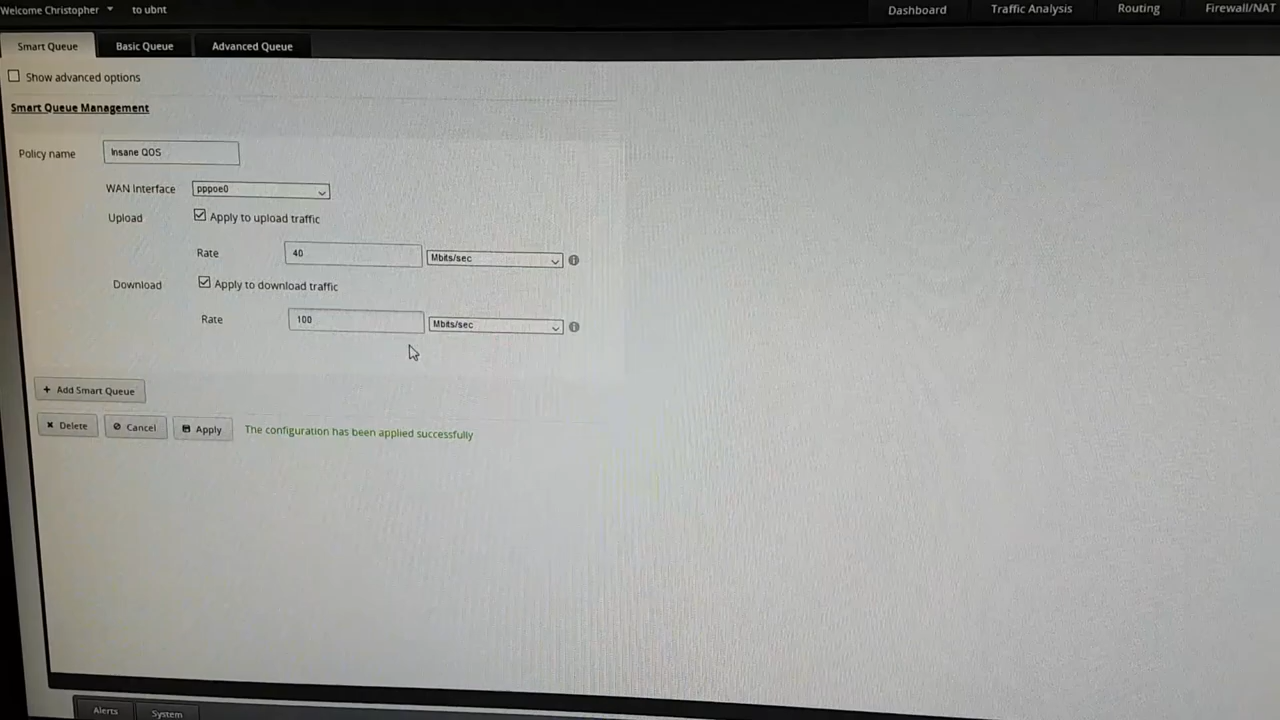 Welcome Christopher to ubnt Dashboard Traffic Analysis Routing Firewall/NAT
Smart Queue Basic Queue Advanced Queue
Show advanced options
Smart Queue Management
Policy name Insane QOS
WAN Interface pppoe0
Upload Apply to upload traffic
Rate 40 Mbits/sec
Download Apply to download traffic
Rate 100 Mbits/sec
+ Add Smart Queue
Delete Cancel Apply The configuration has been applied successfully
Alerts System